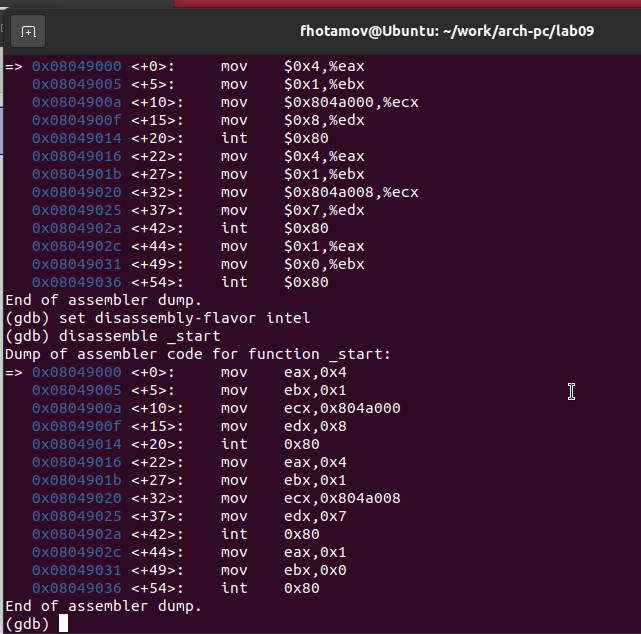 fhotamov@Ubuntu: ~/work/arch-pc/lab09
=> 0x08049000 <+0>:     mov    $0x4,%eax
   0x08049005 <+5>:     mov    $0x1,%ebx
   0x0804900a <+10>:    mov    $0x804a000,%ecx
   0x0804900f <+15>:    mov    $0x8,%edx
   0x08049014 <+20>:    int    $0x80
   0x08049016 <+22>:    mov    $0x4,%eax
   0x0804901b <+27>:    mov    $0x1,%ebx
   0x08049020 <+32>:    mov    $0x804a008,%ecx
   0x08049025 <+37>:    mov    $0x7,%edx
   0x0804902a <+42>:    int    $0x80
   0x0804902c <+44>:    mov    $0x1,%eax
   0x08049031 <+49>:    mov    $0x0,%ebx
   0x08049036 <+54>:    int    $0x80
End of assembler dump.
(gdb) set disassembly-flavor intel
(gdb) disassemble _start
Dump of assembler code for function _start:
=> 0x08049000 <+0>:     mov    eax,0x4
   0x08049005 <+5>:     mov    ebx,0x1
   0x0804900a <+10>:    mov    ecx,0x804a000
   0x0804900f <+15>:    mov    edx,0x8
   0x08049014 <+20>:    int    0x80
   0x08049016 <+22>:    mov    eax,0x4
   0x0804901b <+27>:    mov    ebx,0x1
   0x08049020 <+32>:    mov    ecx,0x804a008
   0x08049025 <+37>:    mov    edx,0x7
   0x0804902a <+42>:    int    0x80
   0x0804902c <+44>:    mov    eax,0x1
   0x08049031 <+49>:    mov    ebx,0x0
   0x08049036 <+54>:    int    0x80
End of assembler dump.
(gdb)